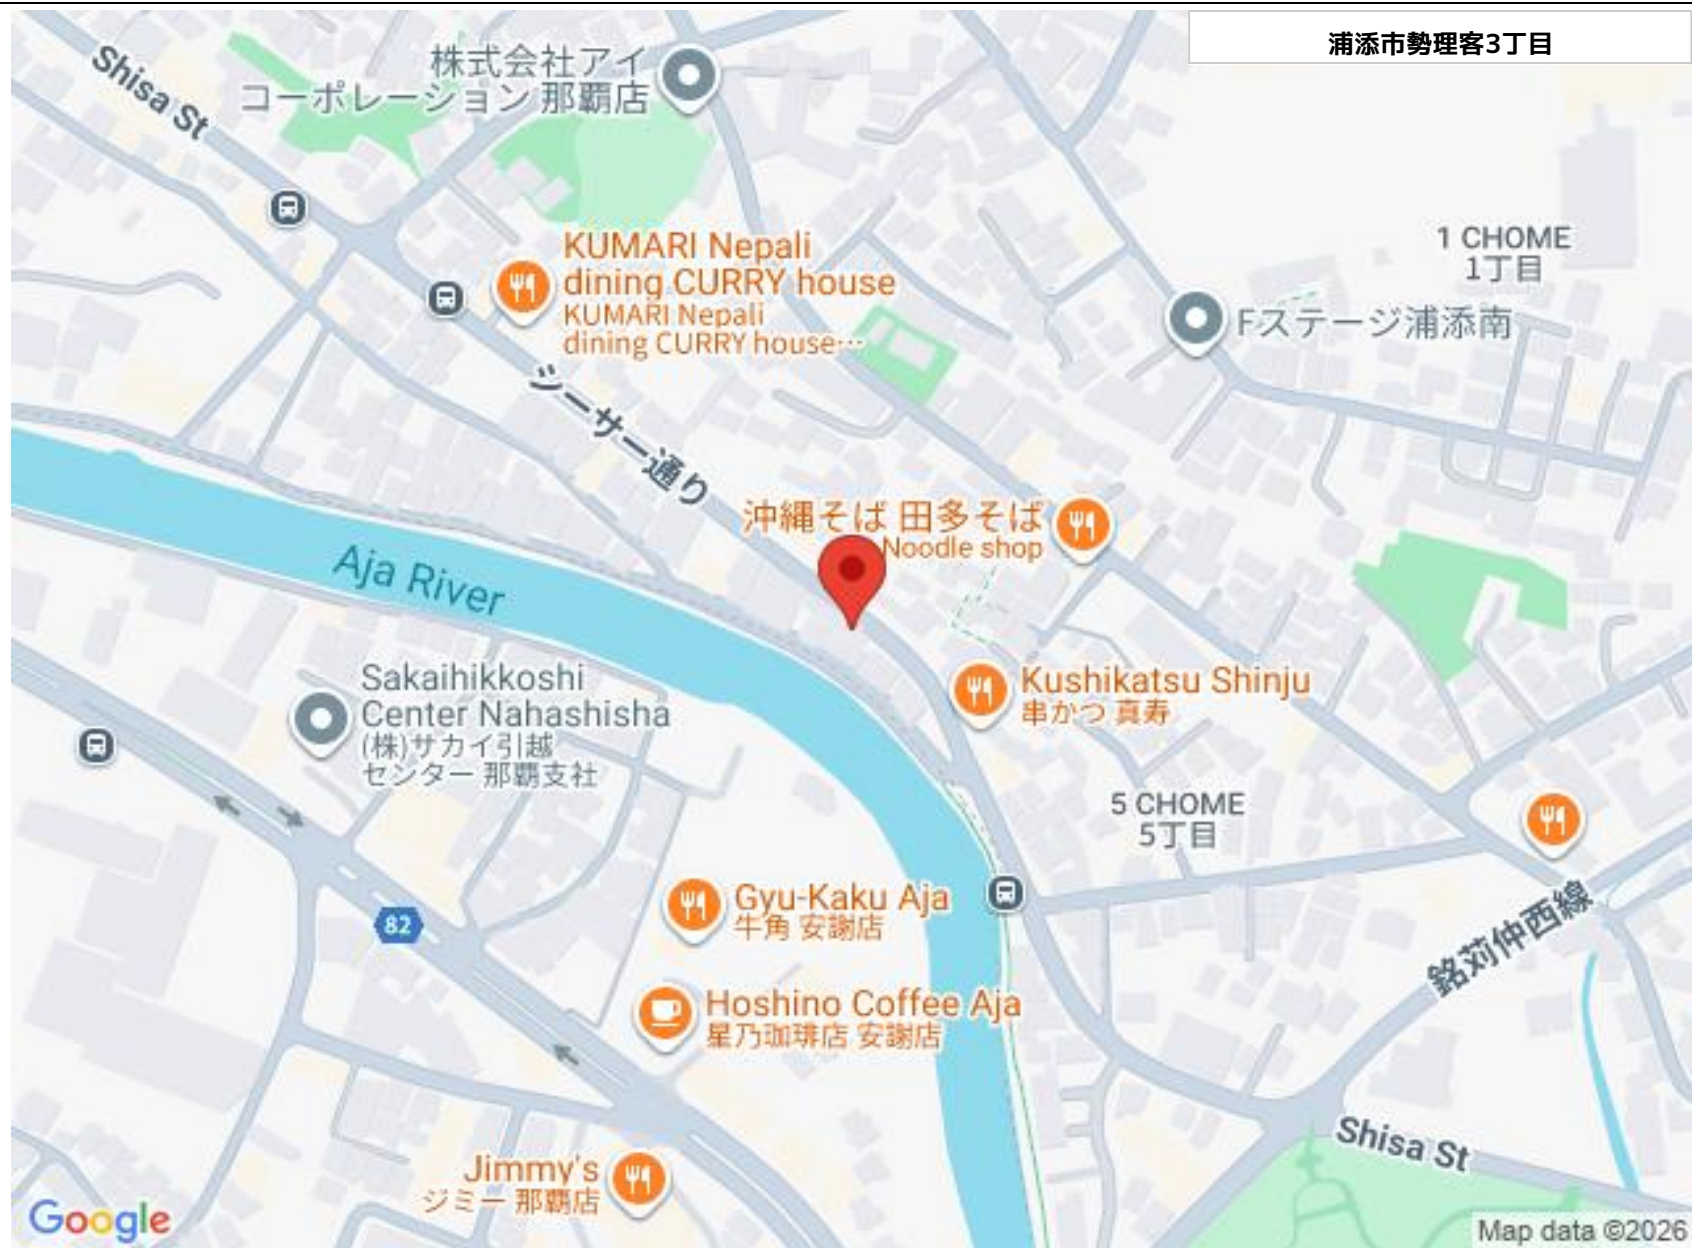 浦添市勢理客3丁目
Shisa St
株式会社アイ
コーポレーション 那覇店
KUMARI Nepali
dining CURRY house
KUMARI Nepali
dining CURRY house…
1 CHOME
1丁目
Fステージ浦添南
シーサー通り
沖縄そば 田多そば
Noodle shop
Aja River
Sakaihikkoshi
Center Nahashisha
(株)サカイ引越
センター 那覇支社
Kushikatsu Shinju
串かつ 真寿
5 CHOME
5丁目
82
Gyu-Kaku Aja
牛角 安謝店
銘苅仲西線
Hoshino Coffee Aja
星乃珈琲店 安謝店
Shisa St
Jimmy's
ジミー 那覇店
Google
Map data ©2026